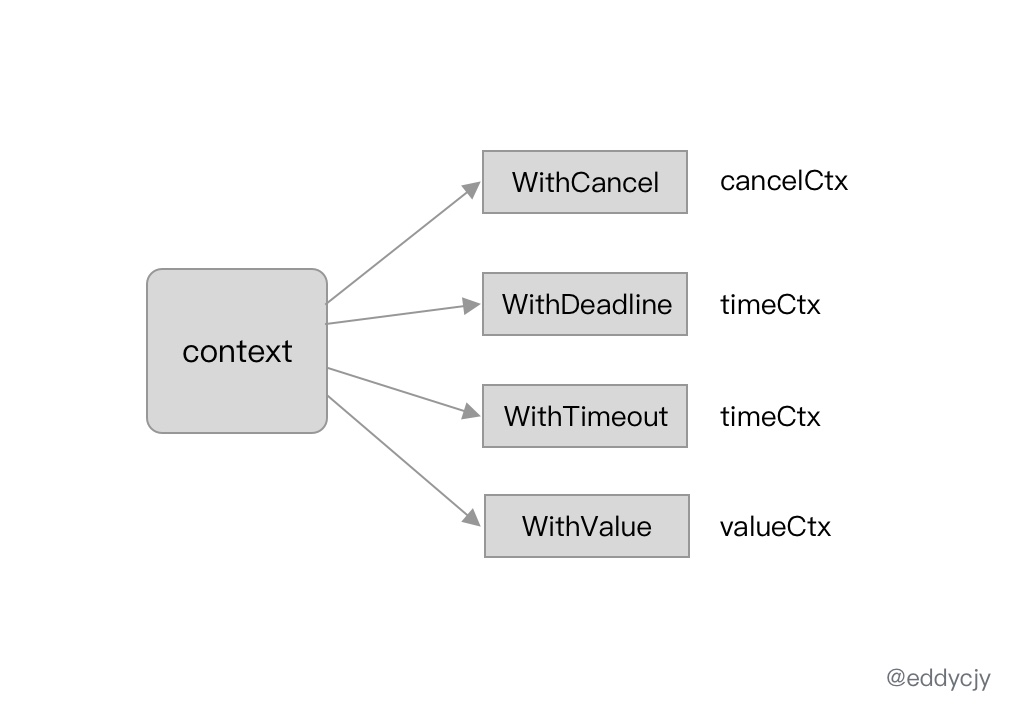 WithCancel cancelCtx
WithDeadline timeCtx
context
WithTimeout timeCtx
WithValue valueCtx
@eddycjy